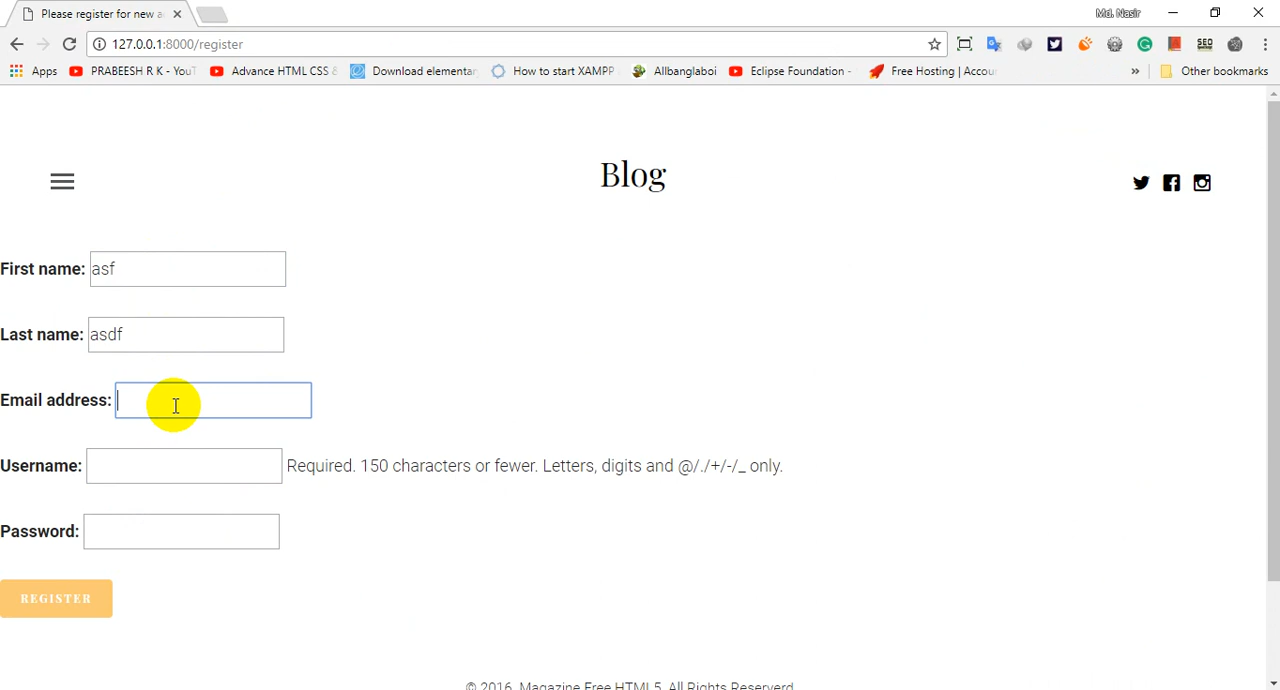 Please register for new a
Md. Nasir
127.0.0.1:8000/register
SEO
Apps PRABEESH R K - YouT Advance HTML CSS & Download elementar How to start XAMPP Allbanglaboi Eclipse Foundation - Free Hosting | Accou » Other bookmarks
Blog
First name: asf
Last name: asdf
Email address:
Username: Required. 150 characters or fewer. Letters, digits and @/./+/-/_ only.
Password:
REGISTER
© 2016. Magazine Free HTML5. All Rights Reserverd.